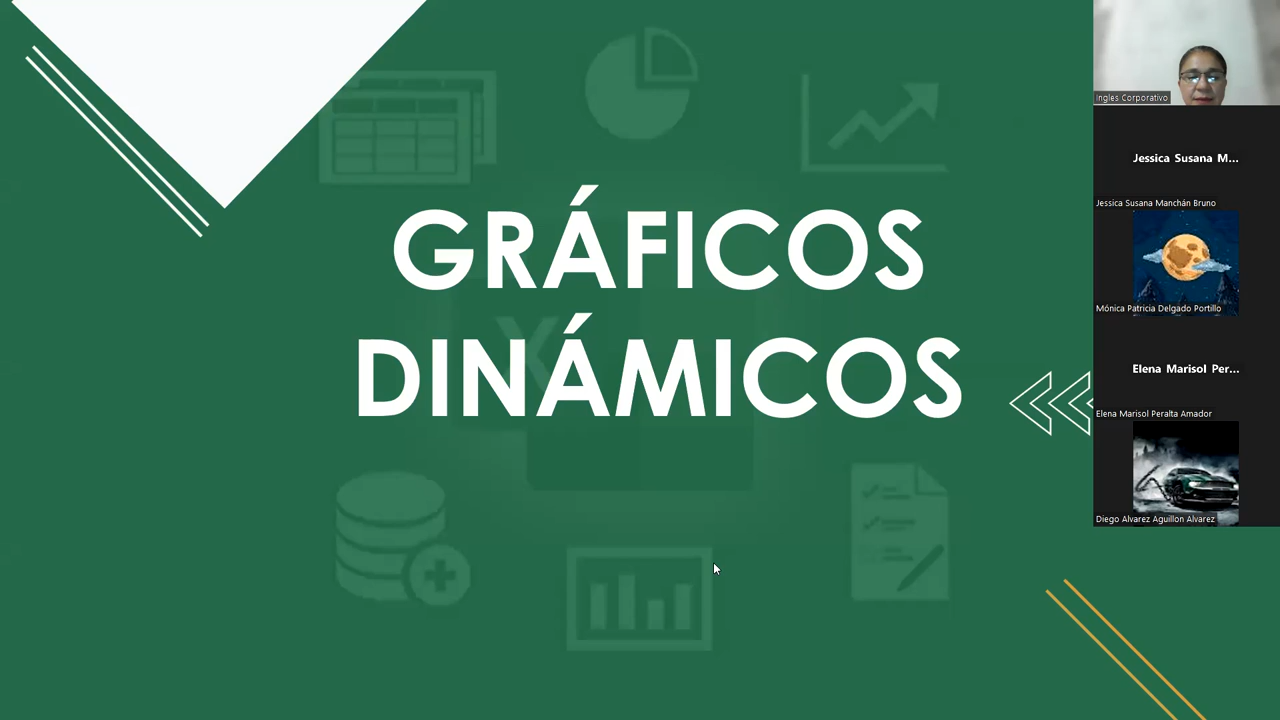 GRÁFICOS
DINÁMICOS
Ingles Corporativo
Jessica Susana M...
Jessica Susana Manchán Bruno
Mónica Patricia Delgado Portillo
Elena Marisol Per...
Elena Marisol Peralta Amador
Diego Alvarez Aguillon Alvarez